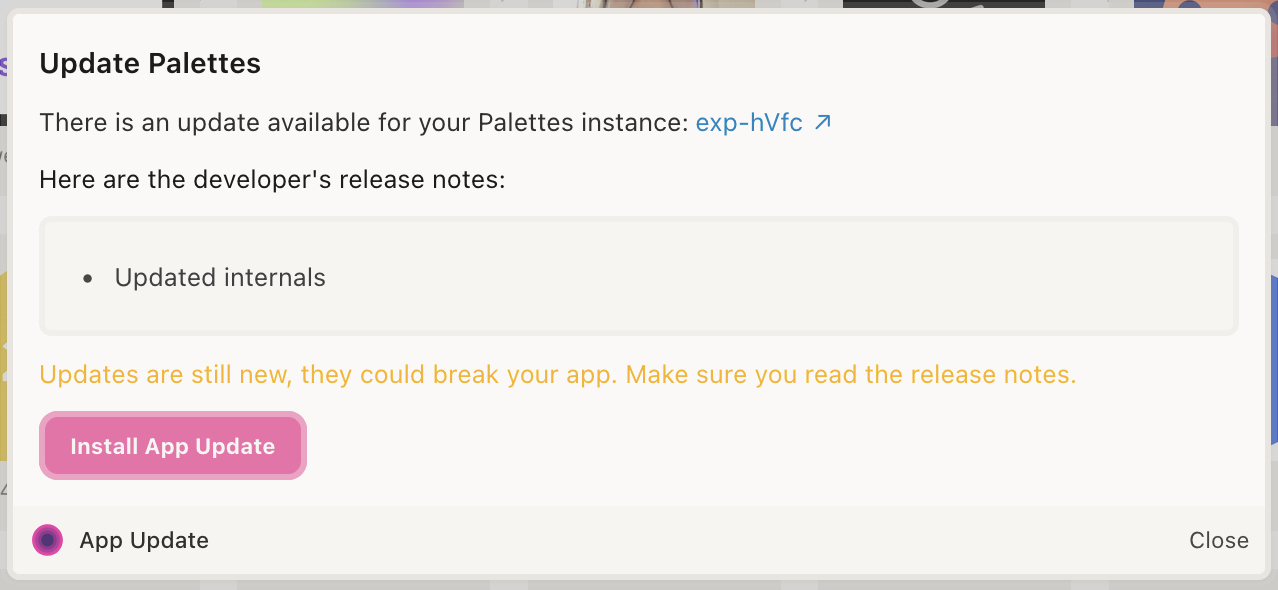 Update Palettes
There is an update available for your Palettes instance: exp-hVfc ↗
Here are the developer's release notes:
• Updated internals
Updates are still new, they could break your app. Make sure you read the release notes.
Install App Update
App Update
Close